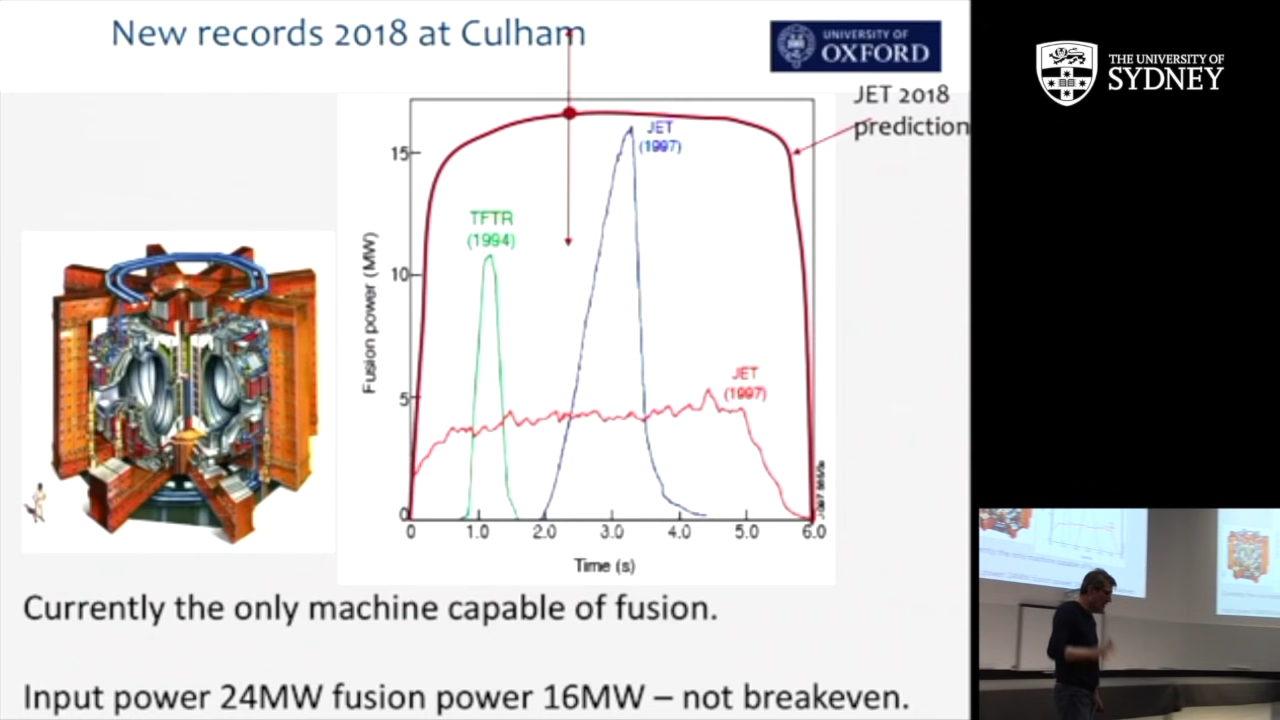 New records 2018 at Culham
UNIVERSITY OF
OXFORD
THE UNIVERSITY OF
SYDNEY
JET 2018
prediction
JET
(1997)
TFTR
(1994)
JET
(1997)
Fusion power (MW)
15
10
5
0
0 1.0 2.0 3.0 4.0 5.0 6.0
Time (s)
Currently the only machine capable of fusion.
Input power 24MW fusion power 16MW – not breakeven.